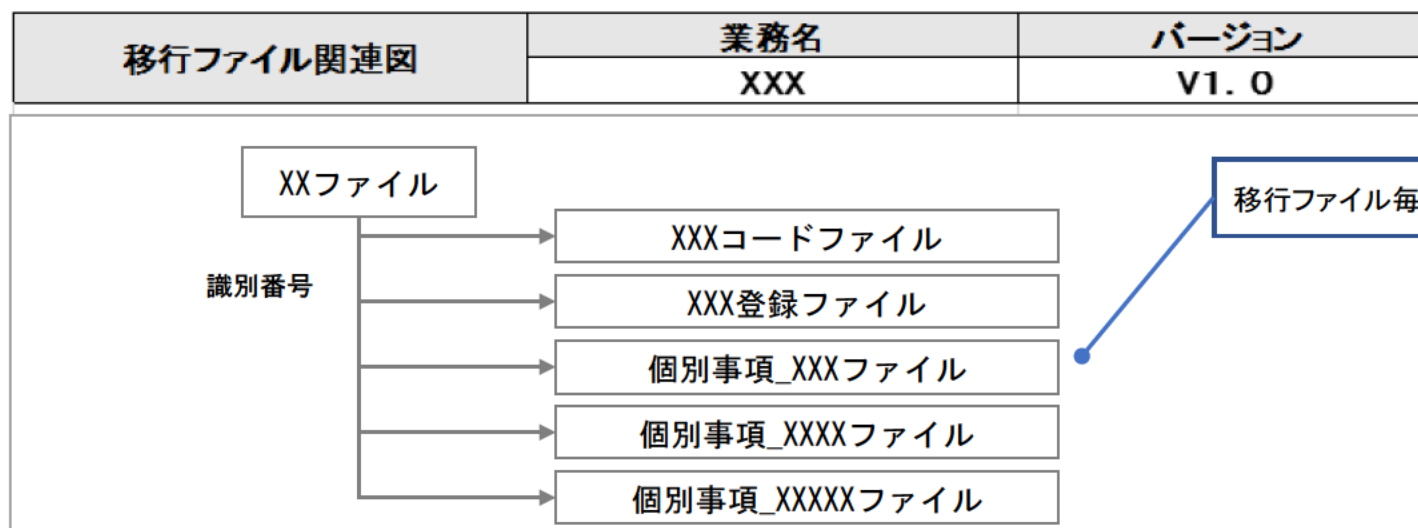 移行ファイル関連図
業務名
バージョン
XXX
V1. 0
XXファイル
移行ファイル毎
XXXコードファイル
識別番号
XXX登録ファイル
個別事項_XXXファイル
個別事項_XXXXファイル
個別事項_XXXXXファイル